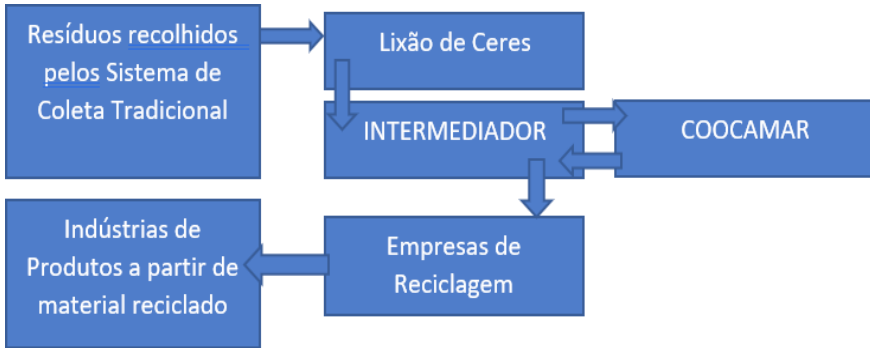 Resíduos recolhidos
pelos Sistema de
Coleta Tradicional
Lixão de Ceres
INTERMEDIADOR
COOCAMAR
Indústrias de
Produtos a partir de
material reciclado
Empresas de
Reciclagem